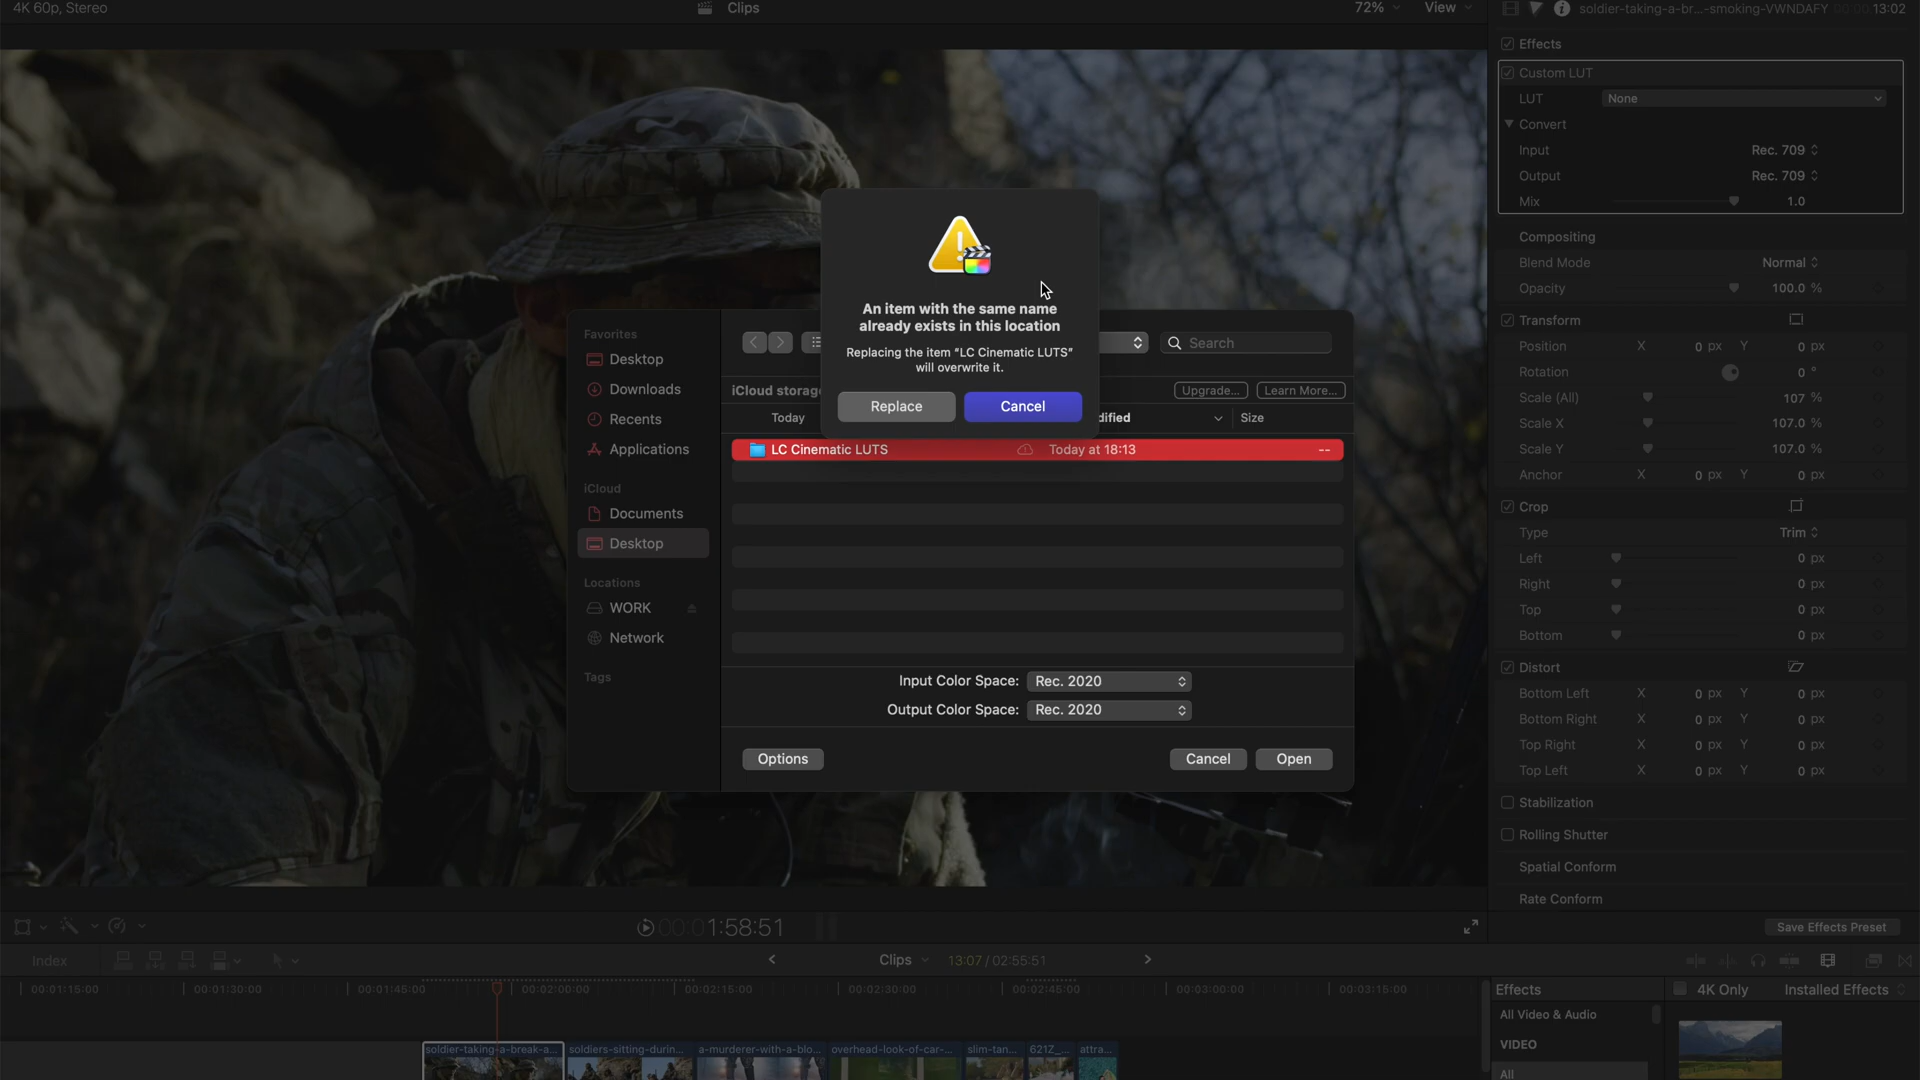 4K 60p, Stereo
Clips
72%
View
soldier-taking-a-br...-smoking-VWNDAFY
00:00:13:02
Effects
Custom LUT
LUT None
Convert
Input Rec. 709
Output Rec. 709
Mix 1.0
Compositing
Blend Mode Normal
Opacity 100.0 %
Transform
Position X 0 px Y 0 px
Rotation 0 °
Scale (All) 107 %
Scale X 107.0 %
Scale Y 107.0 %
Anchor X 0 px Y 0 px
Crop
Type Trim
Left 0 px
Right 0 px
Top 0 px
Bottom 0 px
Distort
Bottom Left X 0 px Y 0 px
Bottom Right X 0 px Y 0 px
Top Right X 0 px Y 0 px
Top Left X 0 px Y 0 px
Stabilization
Rolling Shutter
Spatial Conform
Rate Conform
Save Effects Preset
An item with the same name
already exists in this location
Replacing the item “LC Cinematic LUTS”
will overwrite it.
Replace
Cancel
Favorites
Desktop
Downloads
Recents
Applications
iCloud
Documents
Desktop
Locations
WORK
Network
Tags
Search
iCloud storag
Upgrade...
Learn More...
Today
dified
Size
LC Cinematic LUTS Today at 18:13 --
Input Color Space: Rec. 2020
Output Color Space: Rec. 2020
Options
Cancel
Open
00:01:58:51
Index
Clips
13:07 / 02:55:51
00:01:15:00
00:01:30:00
00:01:45:00
00:02:00:00
00:02:15:00
00:02:30:00
00:02:45:00
00:03:00:00
00:03:15:00
soldier-taking-a-break-a...
soldiers-sitting-durin...
a-murderer-with-a-blo...
overhead-look-of-car-...
slim-tan...
621Z_...
attra...
Effects
4K Only
Installed Effects
All Video & Audio
VIDEO
All